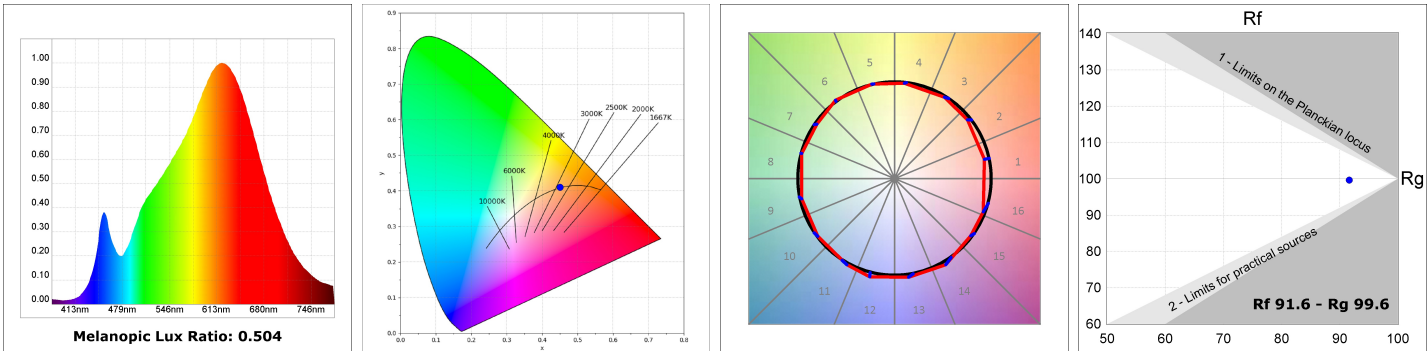 1.00
0.90
0.80
0.70
0.60
0.50
0.40
0.30
0.20
0.10
0.00
413nm 479nm 546nm 613nm 680nm 746nm
Melanopic Lux Ratio: 0.504
0.9
0.8
0.7
0.6
0.5
0.4
0.3
0.2
0.1
0.0
y
0.0 0.1 0.2 0.3 0.4 0.5 0.6 0.7 0.8
x
10000K
6000K
4000K
3000K
2500K
2000K
1667K
1
2
3
4
5
6
7
8
9
10
11
12
13
14
15
16
Rf
140
130
120
110
100
90
80
70
60
50 60 70 80 90 100
Rg
1 - Limits on the Planckian locus
2 - Limits for practical sources
Rf 91.6 - Rg 99.6